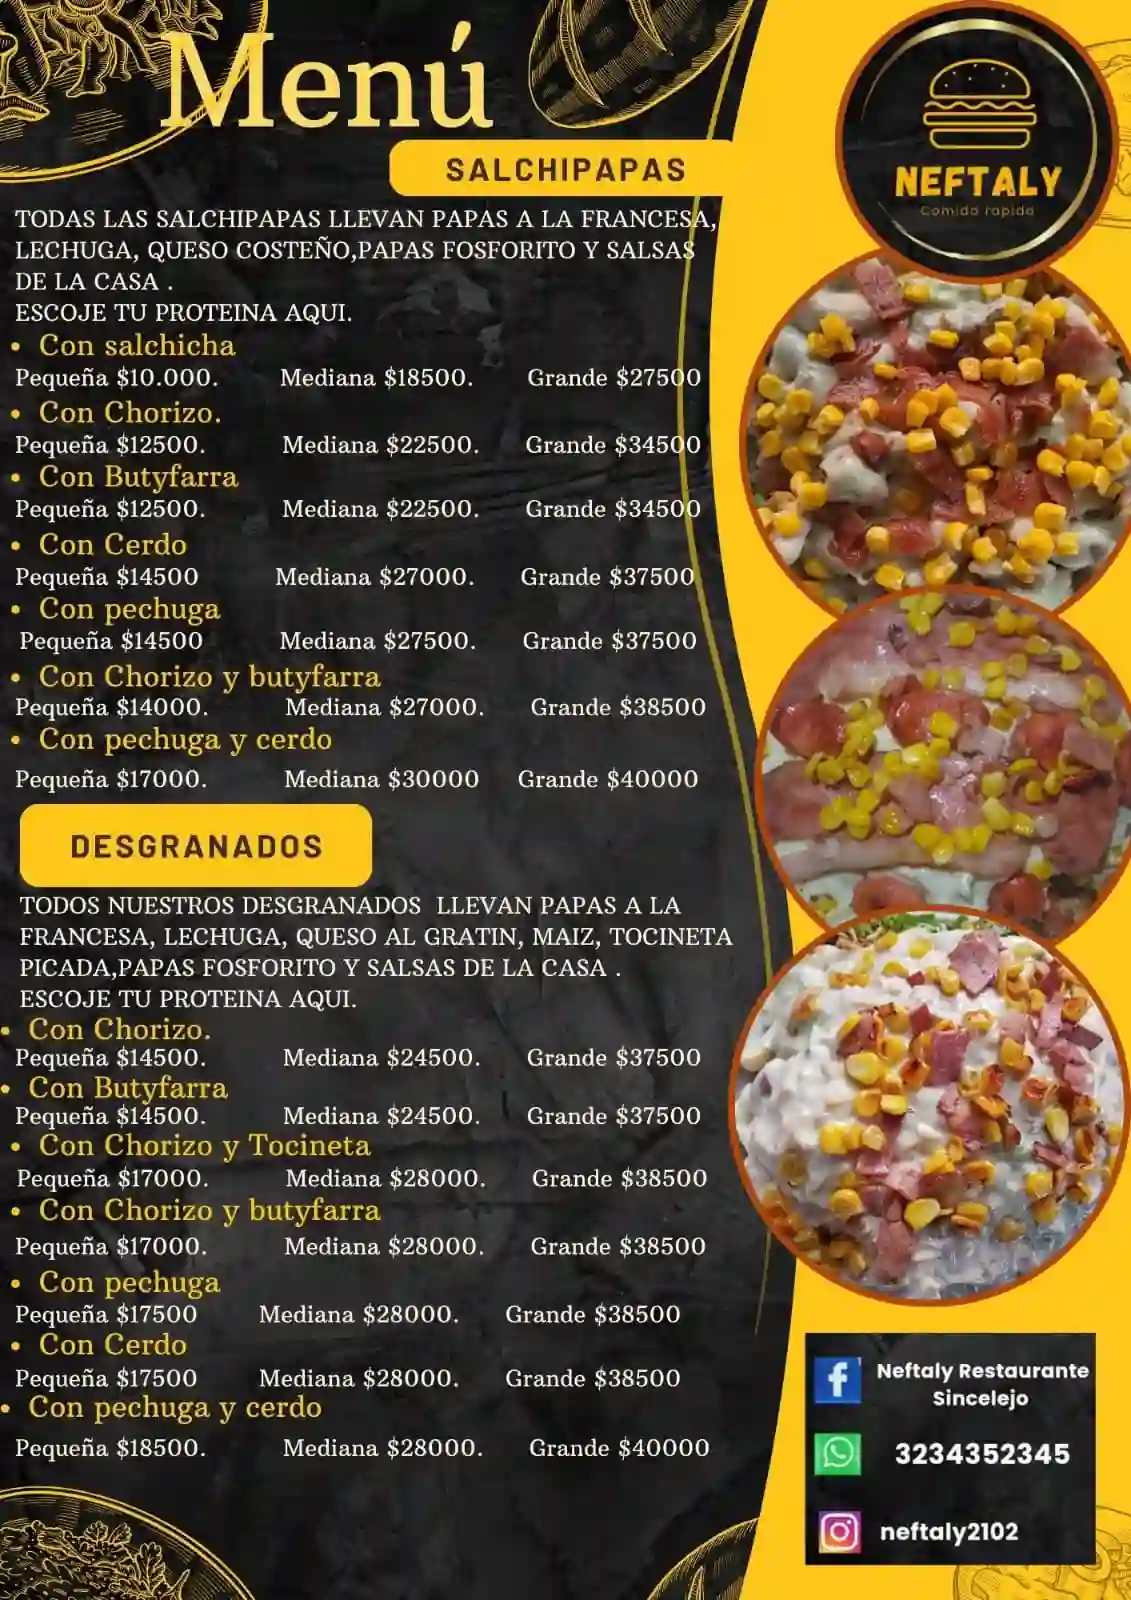 Menú
SALCHIPAPAS
NEFTALY
Comida rapida
TODAS LAS SALCHIPAPAS LLEVAN PAPAS A LA FRANCESA,
LECHUGA, QUESO COSTEÑO,PAPAS FOSFORITO Y SALSAS
DE LA CASA .
ESCOJE TU PROTEINA AQUI.
• Con salchicha
Pequeña $10.000. Mediana $18500. Grande $27500
• Con Chorizo.
Pequeña $12500. Mediana $22500. Grande $34500
• Con Butyfarra
Pequeña $12500. Mediana $22500. Grande $34500
• Con Cerdo
Pequeña $14500 Mediana $27000. Grande $37500
• Con pechuga
Pequeña $14500 Mediana $27500. Grande $37500
• Con Chorizo y butyfarra
Pequeña $14000. Mediana $27000. Grande $38500
• Con pechuga y cerdo
Pequeña $17000. Mediana $30000 Grande $40000
DESGRANADOS
TODOS NUESTROS DESGRANADOS LLEVAN PAPAS A LA
FRANCESA, LECHUGA, QUESO AL GRATIN, MAIZ, TOCINETA
PICADA,PAPAS FOSFORITO Y SALSAS DE LA CASA .
ESCOJE TU PROTEINA AQUI.
• Con Chorizo.
Pequeña $14500. Mediana $24500. Grande $37500
• Con Butyfarra
Pequeña $14500. Mediana $24500. Grande $37500
• Con Chorizo y Tocineta
Pequeña $17000. Mediana $28000. Grande $38500
• Con Chorizo y butyfarra
Pequeña $17000. Mediana $28000. Grande $38500
• Con pechuga
Pequeña $17500 Mediana $28000. Grande $38500
• Con Cerdo
Pequeña $17500 Mediana $28000. Grande $38500
• Con pechuga y cerdo
Pequeña $18500. Mediana $28000. Grande $40000
Neftaly Restaurante
Sincelejo
3234352345
neftaly2102